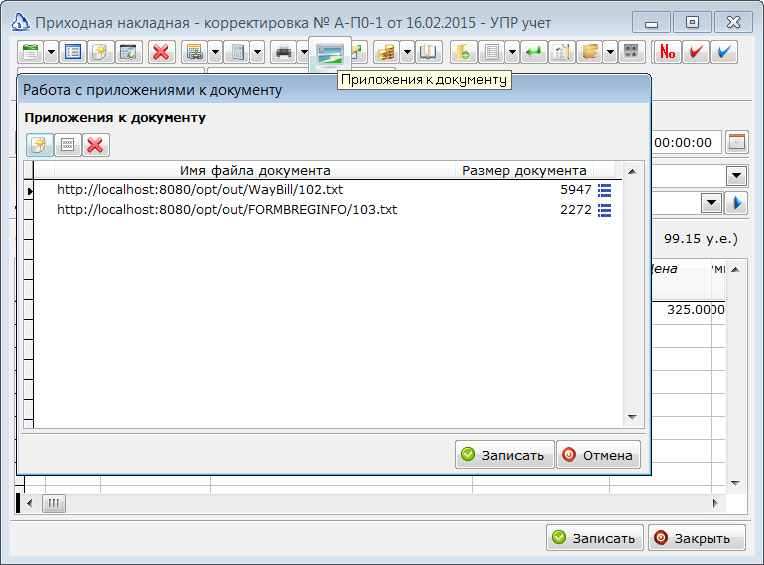 Приходная накладная - корректировка № А-П0-1 от 16.02.2015 - УПР учет
No
Приложения к документу
Работа с приложениями к документу
Приложения к документу
00:00:00
Имя файла документа Размер документа
http://localhost:8080/opt/out/WayBill/102.txt 5947
http://localhost:8080/opt/out/FORMBREGINFO/103.txt 2272
99.15 у.е.)
Цена
325.0000
Записать Отмена
Записать Закрыть